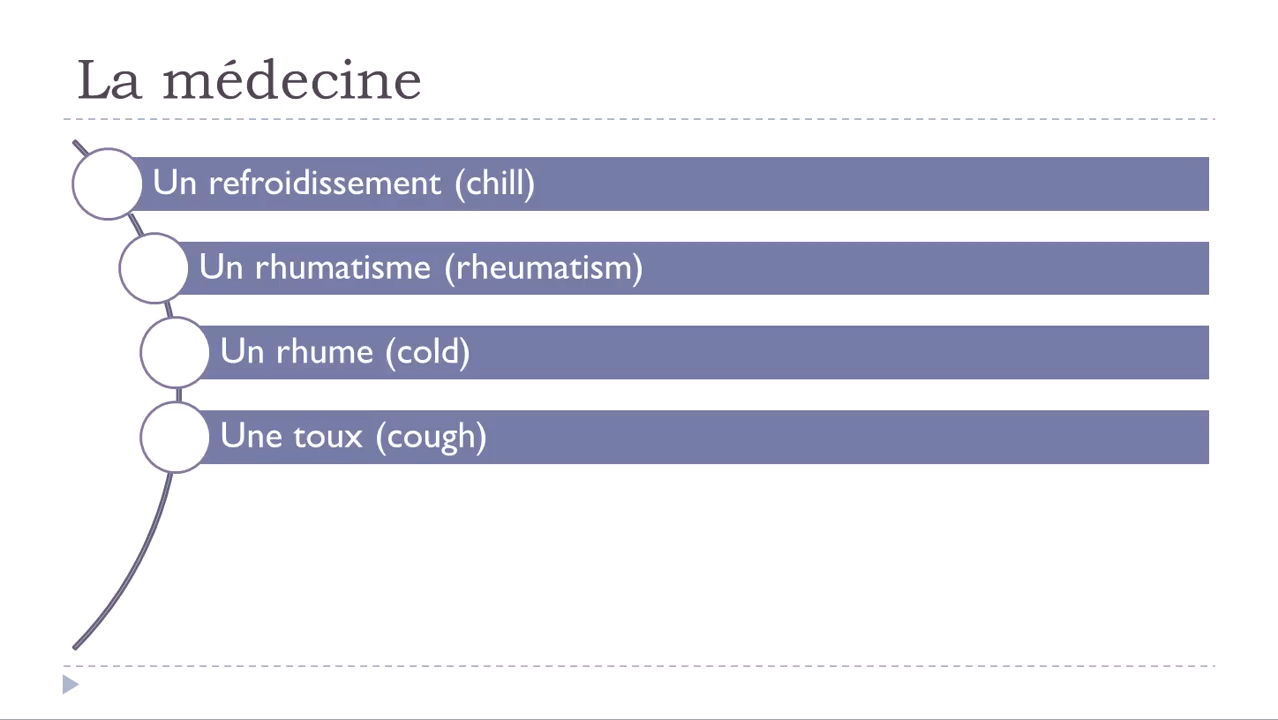 La médecine
Un refroidissement (chill)
Un rhumatisme (rheumatism)
Un rhume (cold)
Une toux (cough)